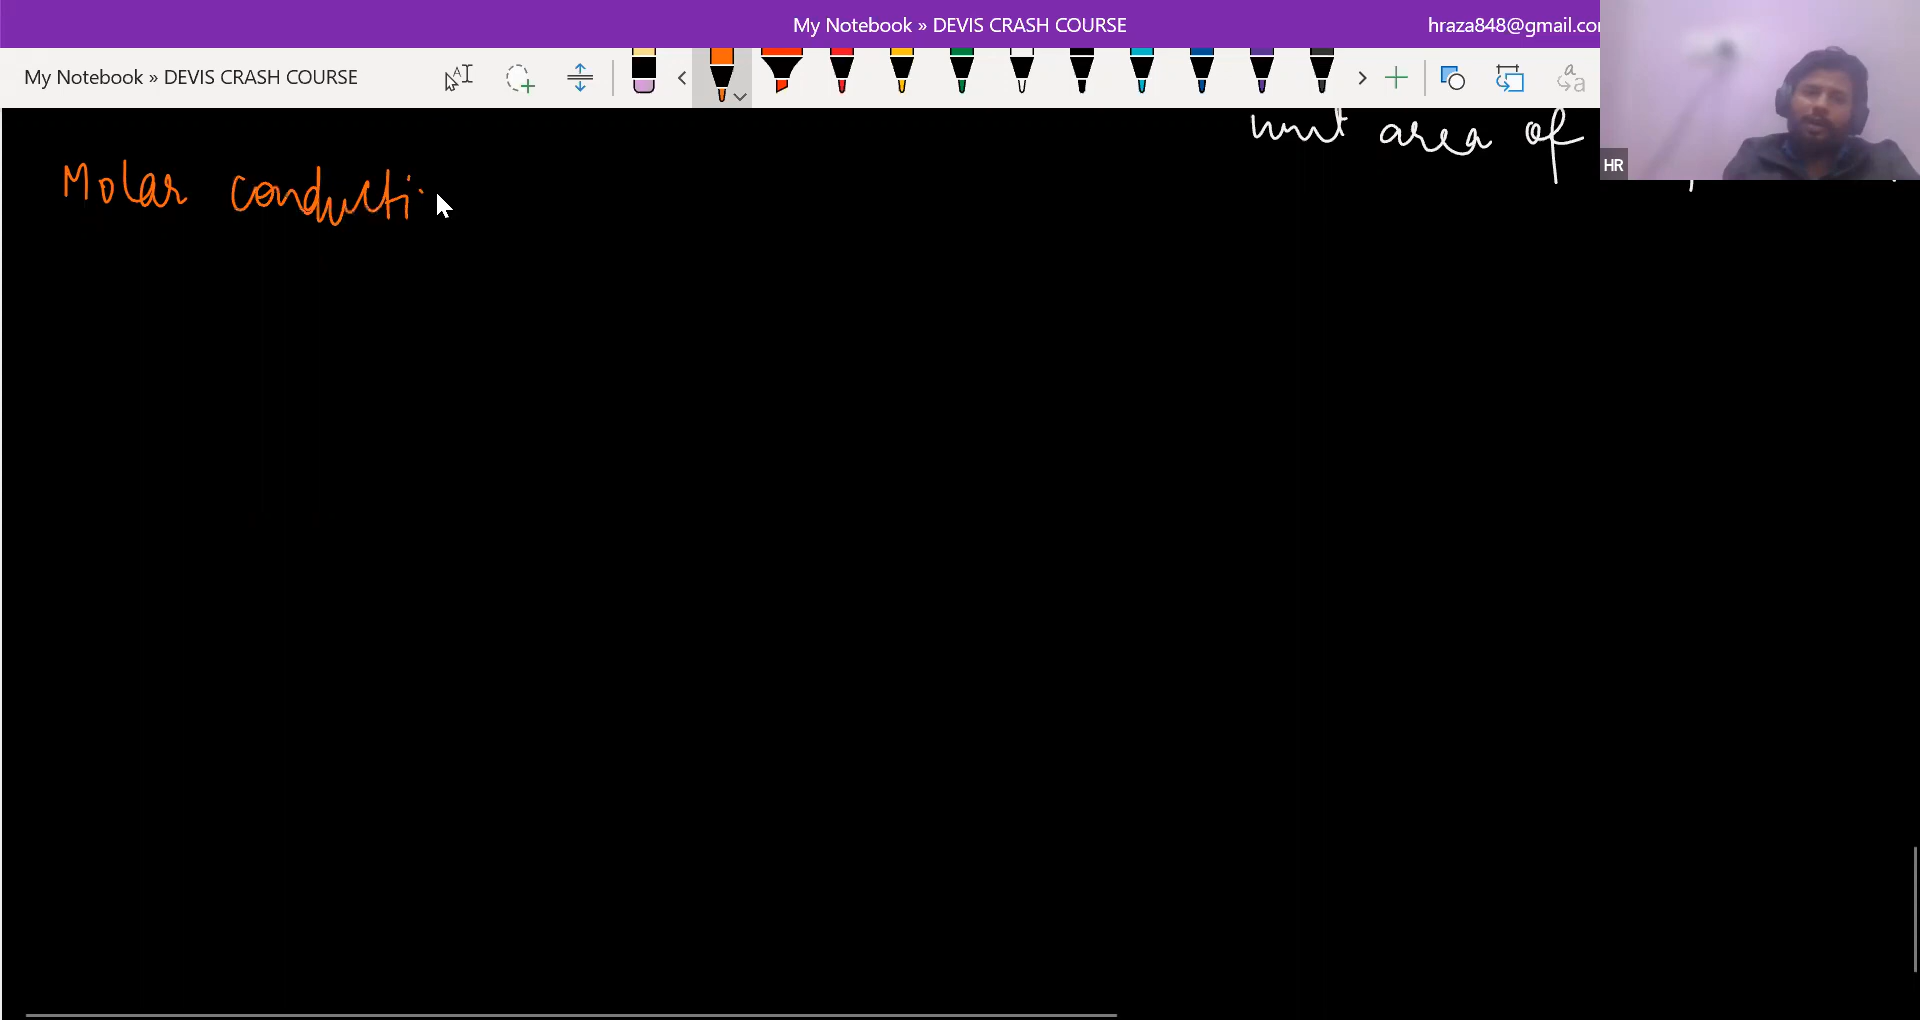 My Notebook » DEVIS CRASH COURSE
hraza848@gmail.co
My Notebook » DEVIS CRASH COURSE
HR
unit area of
Molar conducti